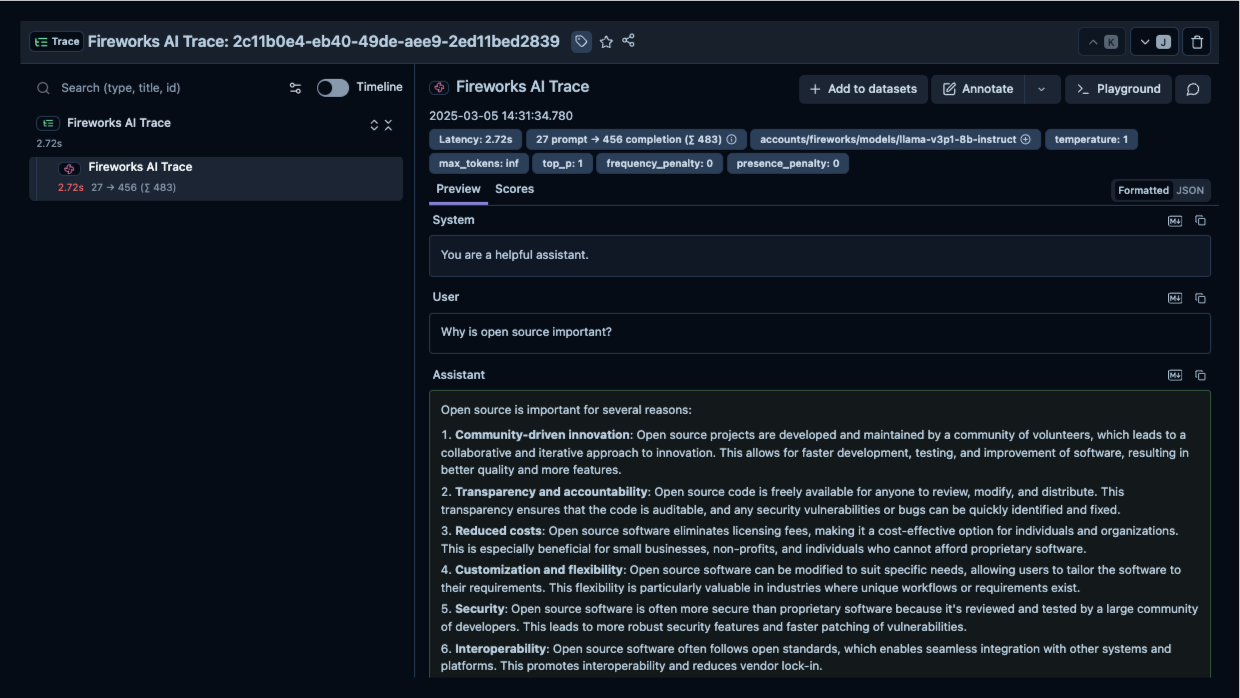 Trace Fireworks AI Trace: 2c11b0e4-eb40-49de-aee9-2ed11bed2839 K J
Search (type, title, id) Timeline
Fireworks AI Trace
2.72s
Fireworks AI Trace
2.72s 27 → 456 (∑ 483)
Fireworks AI Trace + Add to datasets Annotate Playground
2025-03-05 14:31:34.780
Latency: 2.72s 27 prompt → 456 completion (∑ 483) accounts/fireworks/models/llama-v3p1-8b-instruct temperature: 1
max_tokens: inf top_p: 1 frequency_penalty: 0 presence_penalty: 0
Preview Scores Formatted JSON
System
You are a helpful assistant.
User
Why is open source important?
Assistant
Open source is important for several reasons:
1. Community-driven innovation: Open source projects are developed and maintained by a community of volunteers, which leads to a
collaborative and iterative approach to innovation. This allows for faster development, testing, and improvement of software, resulting in
better quality and more features.
2. Transparency and accountability: Open source code is freely available for anyone to review, modify, and distribute. This
transparency ensures that the code is auditable, and any security vulnerabilities or bugs can be quickly identified and fixed.
3. Reduced costs: Open source software eliminates licensing fees, making it a cost-effective option for individuals and organizations.
This is especially beneficial for small businesses, non-profits, and individuals who cannot afford proprietary software.
4. Customization and flexibility: Open source software can be modified to suit specific needs, allowing users to tailor the software to
their requirements. This flexibility is particularly valuable in industries where unique workflows or requirements exist.
5. Security: Open source software is often more secure than proprietary software because it's reviewed and tested by a large community
of developers. This leads to more robust security features and faster patching of vulnerabilities.
6. Interoperability: Open source software often follows open standards, which enables seamless integration with other systems and
platforms. This promotes interoperability and reduces vendor lock-in.